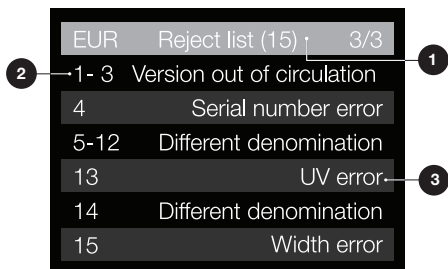 EUR Reject list (15) 3/3
1- 3 Version out of circulation
4 Serial number error
5-12 Different denomination
13 UV error
14 Different denomination
15 Width error
1
2
3